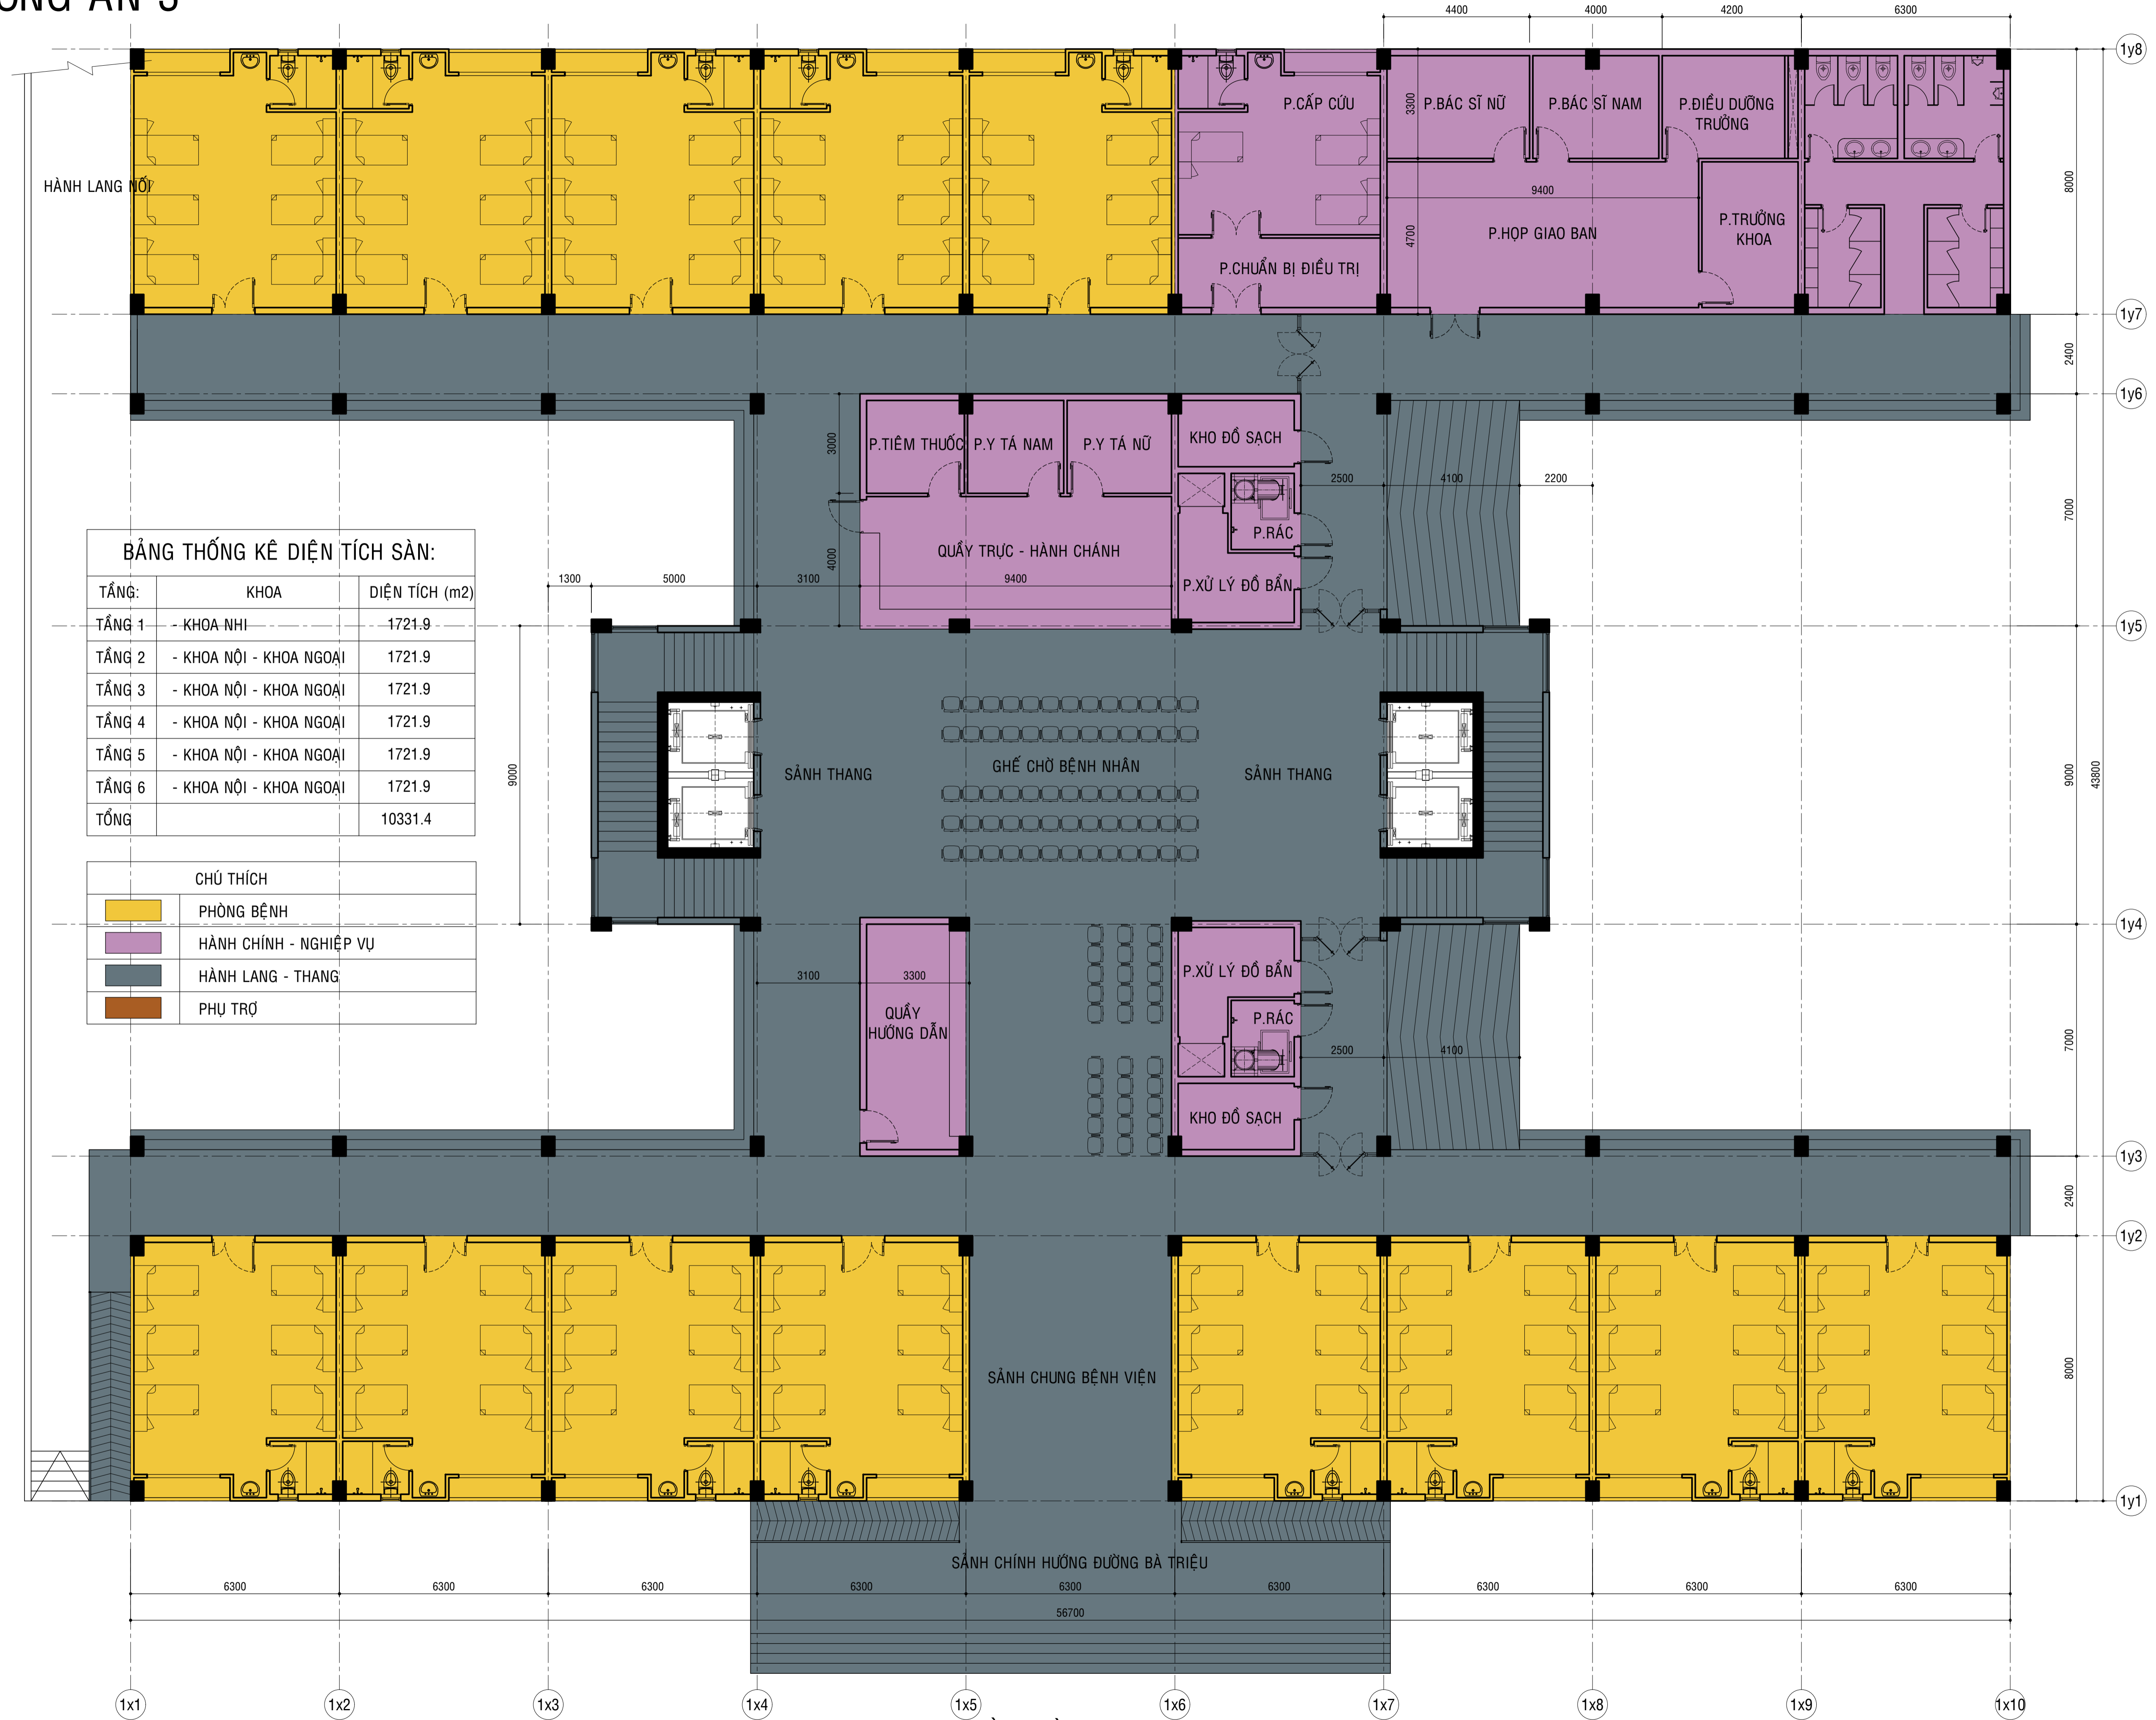 ƠNG ÁN 3
4400 4000 4200 6300
1y8
P.CẤP CỨU P.BÁC SĨ NỮ P.BÁC SĨ NAM P.ĐIỀU DƯỠNG
TRƯỞNG
3300
HÀNH LANG NỐI
9400
8000
P.TRƯỞNG
KHOA
P.HỌP GIAO BAN
4700
P.CHUẨN BỊ ĐIỀU TRỊ
1y7
2400
1y6
3000
P.TIÊM THUỐC P.Y TÁ NAM P.Y TÁ NỮ KHO ĐỒ SẠCH
2500 4100 2200
7000
P.RÁC
QUẦY TRỰC - HÀNH CHÁNH
4000
P.XỬ LÝ ĐỒ BẨN
1300 5000 3100 9400
1y5
BẢNG THỐNG KÊ DIỆN TÍCH SÀN:
TẦNG: KHOA DIỆN TÍCH (m2)
TẦNG 1 - KHOA NHI 1721.9
TẦNG 2 - KHOA NỘI - KHOA NGOẠI 1721.9
TẦNG 3 - KHOA NỘI - KHOA NGOẠI 1721.9
TẦNG 4 - KHOA NỘI - KHOA NGOẠI 1721.9
TẦNG 5 - KHOA NỘI - KHOA NGOẠI 1721.9
TẦNG 6 - KHOA NỘI - KHOA NGOẠI 1721.9
TỔNG 10331.4
9000
SẢNH THANG GHẾ CHỜ BỆNH NHÂN SẢNH THANG
9000
43800
CHÚ THÍCH
PHÒNG BỆNH
HÀNH CHÍNH - NGHIỆP VỤ
HÀNH LANG - THANG
PHỤ TRỢ
1y4
3100 3300
P.XỬ LÝ ĐỒ BẨN
QUẦY
HƯỚNG DẪN
P.RÁC
2500 4100
7000
KHO ĐỒ SẠCH
1y3
2400
1y2
SẢNH CHUNG BỆNH VIỆN
8000
1y1
SẢNH CHÍNH HƯỚNG ĐƯỜNG BÀ TRIỆU
6300 6300 6300 6300 6300 6300 6300 6300 6300
56700
1x1 1x2 1x3 1x4 1x5 1x6 1x7 1x8 1x9 1x10